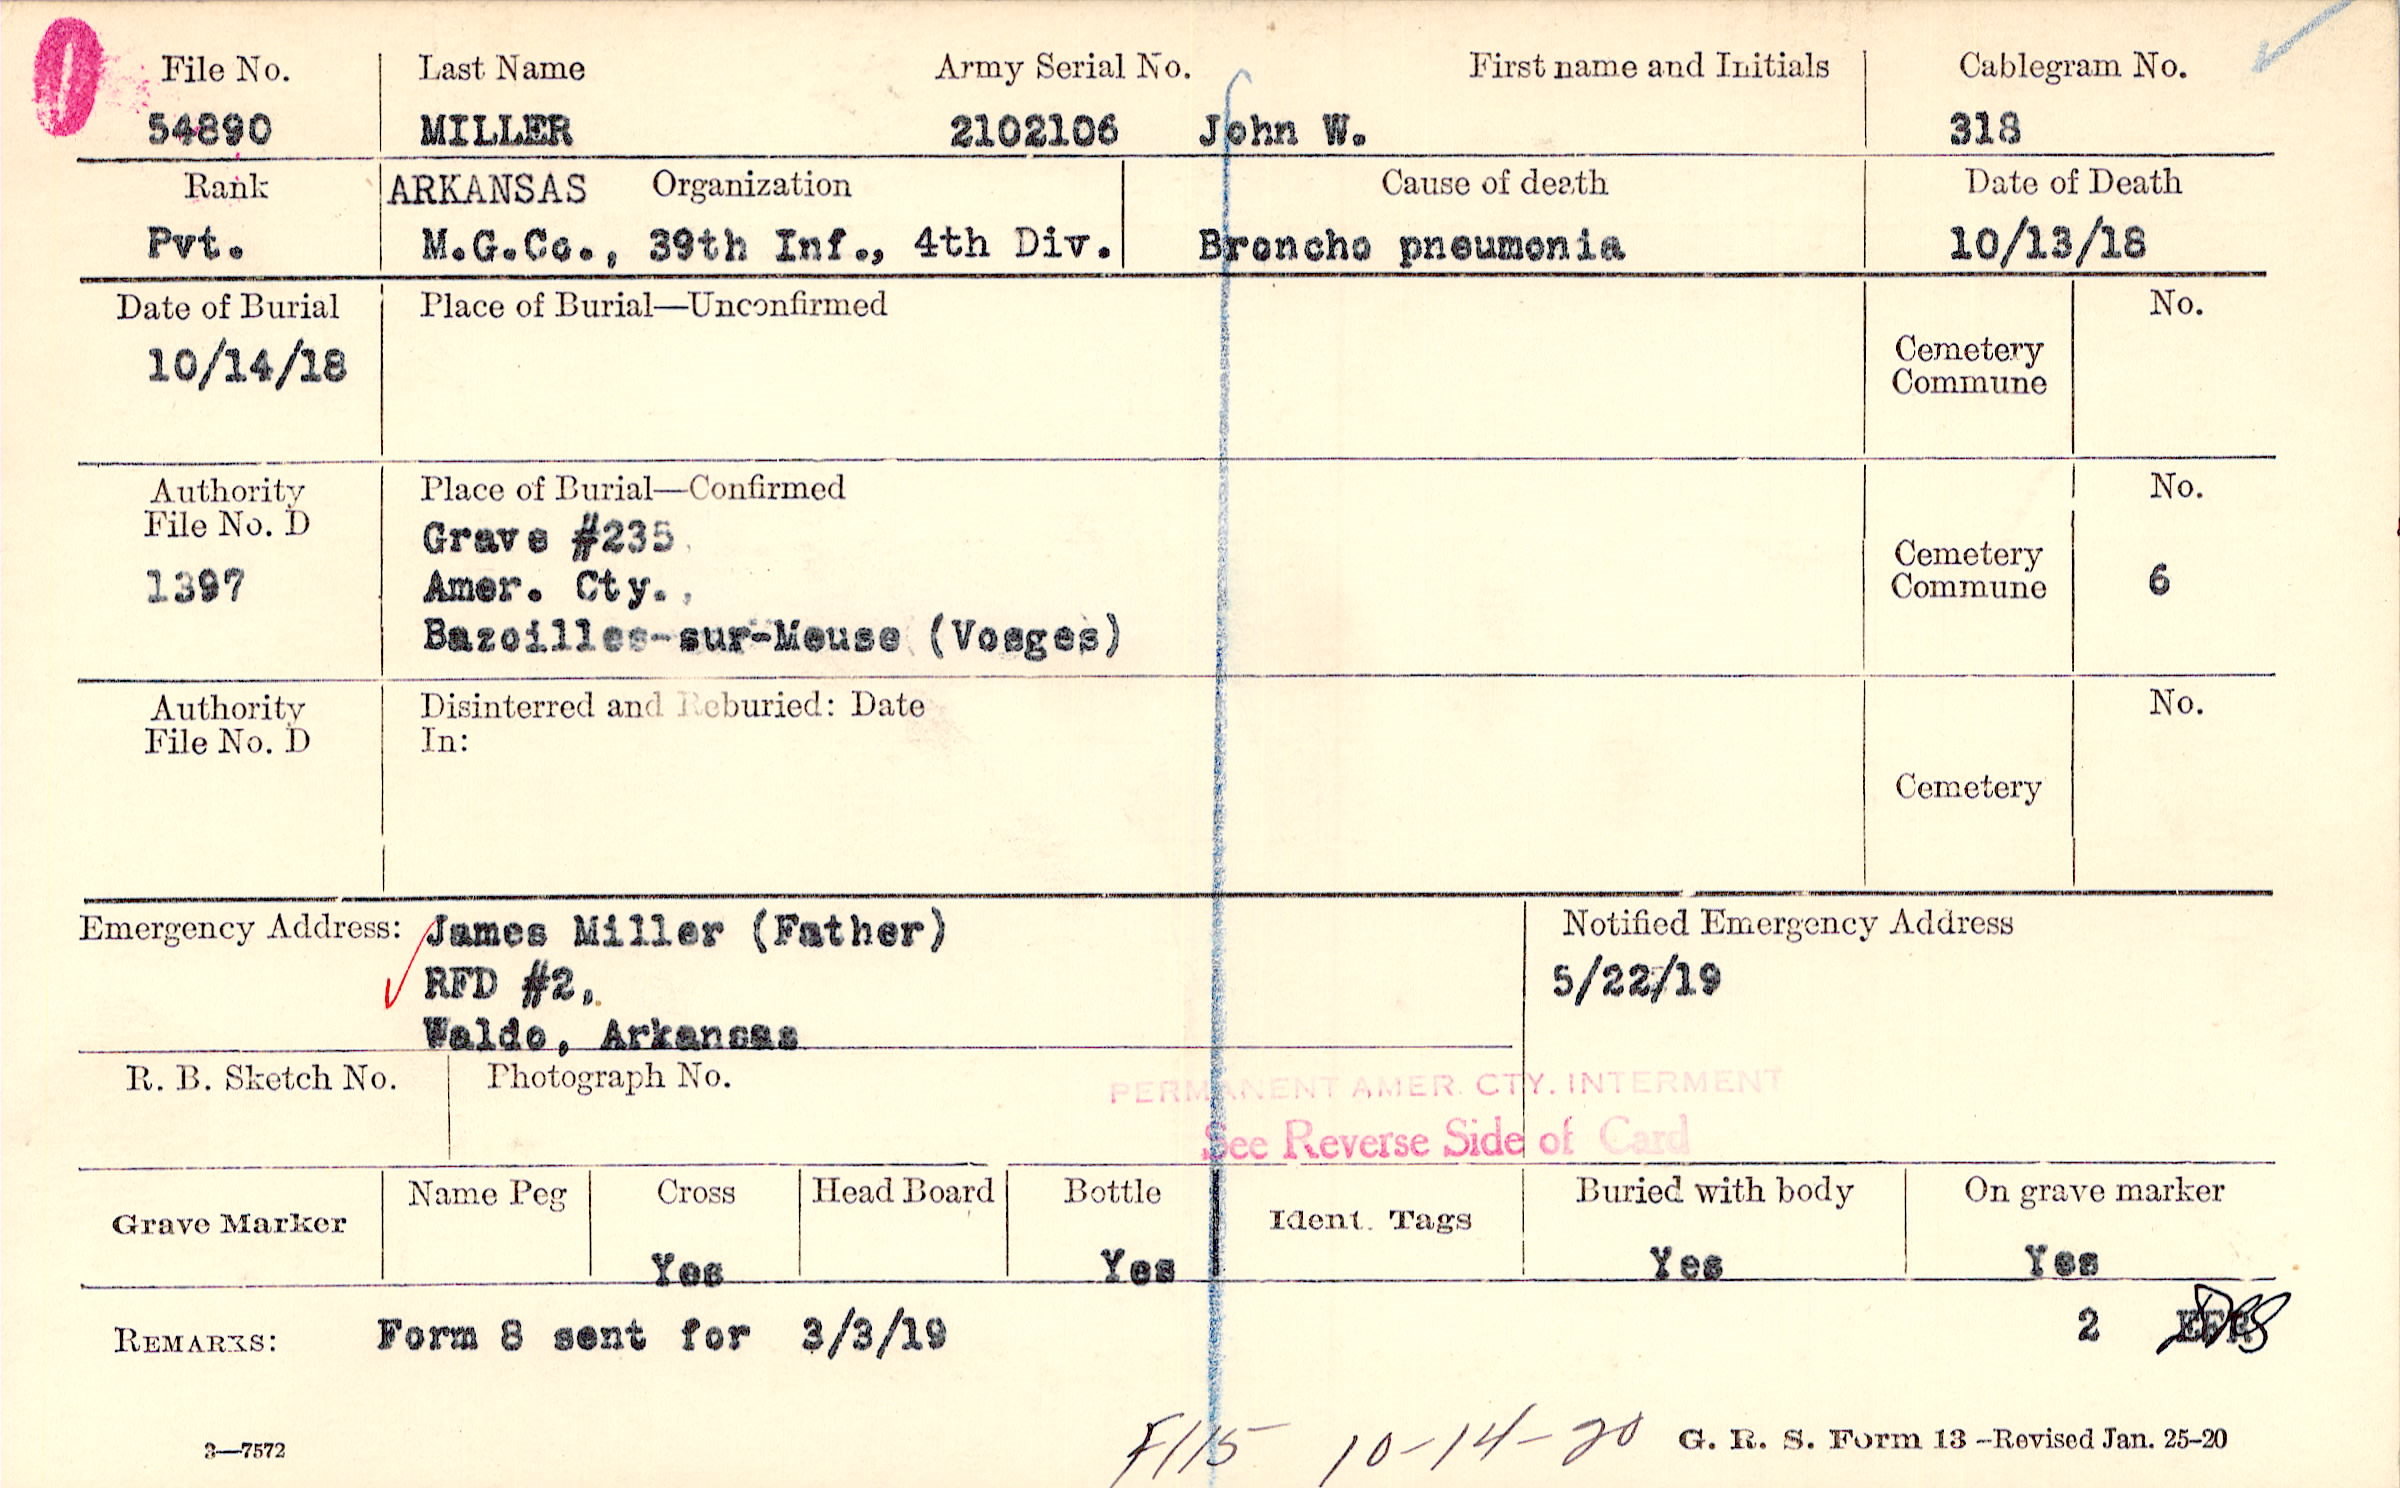 File No. Last Name Army Serial No. First name and Initials Cablegram No.
54890 MILLER 2102106 John W. 318
Rank ARKANSAS Organization Cause of death Date of Death
Pvt. M.G.Co., 39th Inf., 4th Div. Broncho pneumonia 10/13/18
Date of Burial Place of Burial—Unconfirmed No.
10/14/18 Cemetery
Commune
Authority Place of Burial—Confirmed No.
File No. D Grave #235,
1397 Amer. Cty., Cemetery
Commune 6
Bazoilles-sur-Meuse (Vosges)
Authority Disinterred and Reburied: Date No.
File No. D In:
Cemetery
Emergency Address: James Miller (Father) Notified Emergency Address
RFD #2, 5/22/19
Waldo, Arkansas
R. B. Sketch No. Photograph No.
PERMANENT AMER. CTY. INTERMENT
See Reverse Side of Card
Grave Marker Name Peg Cross Head Board Bottle Ident. Tags Buried with body On grave marker
Yes Yes Yes Yes
REMARKS: Form 8 sent for 3/3/19 2
F115 10-14-20 G. R. S. Form 13 -Revised Jan. 25-20
3—7572